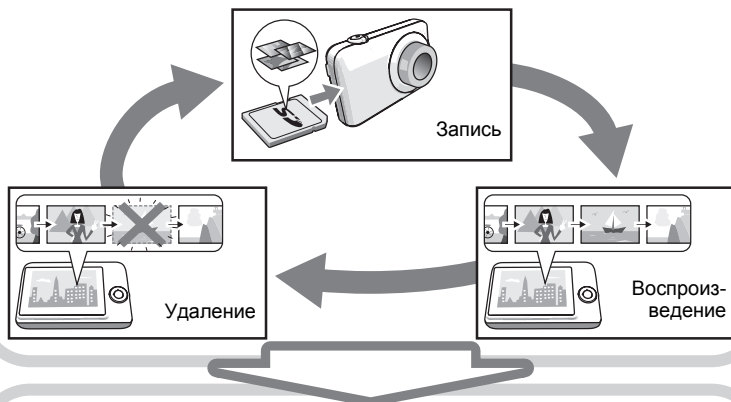 Запись
Удаление
Воспроиз-
ведение